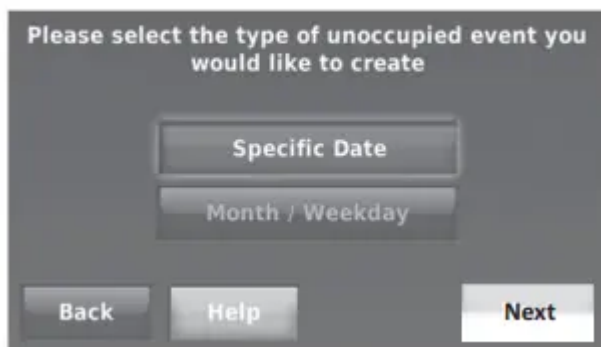 Please select the type of unoccupied event you
would like to create
Specific Date
Month / Weekday
Back
Help
Next